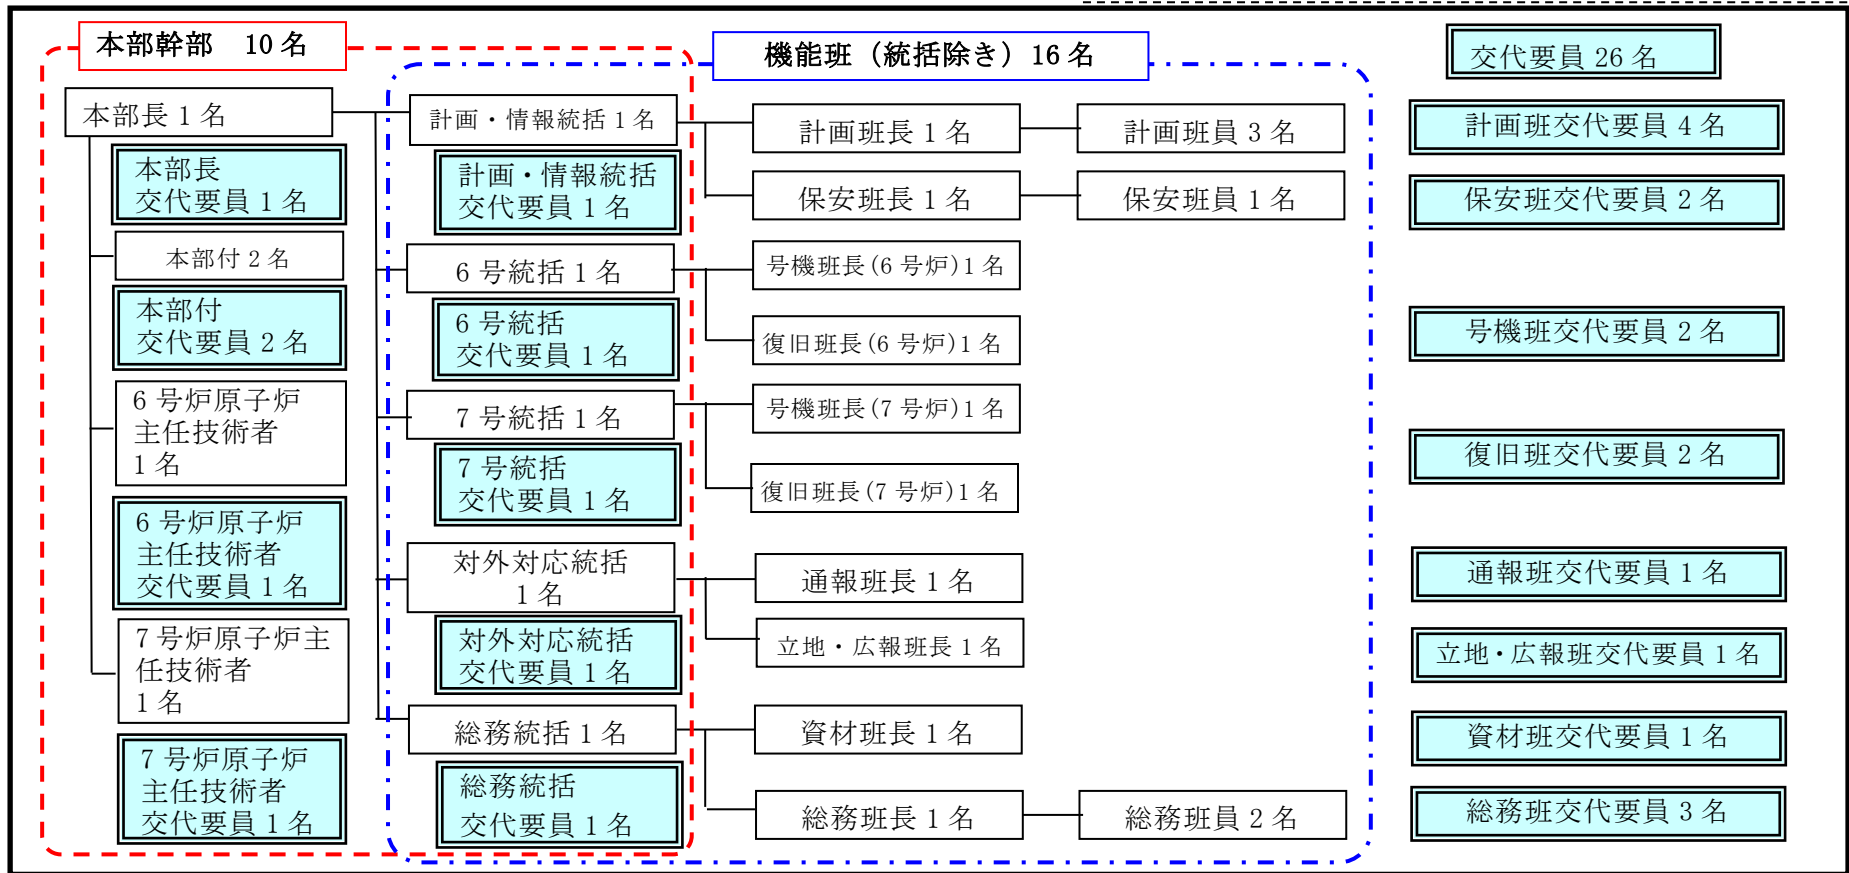 本部幹部　10 名
機能班（統括除き）16 名
交代要員 26 名
本部長 1 名
本部長
交代要員 1 名
本部付 2 名
本部付
交代要員 2 名
6 号炉原子炉
主任技術者
1 名
6 号炉原子炉
主任技術者
交代要員 1 名
7 号炉原子炉主
任技術者
1 名
7 号炉原子炉
主任技術者
交代要員 1 名
計画・情報統括 1 名
計画・情報統括
交代要員 1 名
6 号統括 1 名
6 号統括
交代要員 1 名
7 号統括 1 名
7 号統括
交代要員 1 名
対外対応統括
1 名
対外対応統括
交代要員 1 名
総務統括 1 名
総務統括
交代要員 1 名
計画班長 1 名
計画班員 3 名
保安班長 1 名
保安班員 1 名
号機班長(6 号炉)1 名
復旧班長(6 号炉)1 名
号機班長(7 号炉)1 名
復旧班長(7 号炉)1 名
通報班長 1 名
立地・広報班長 1 名
資材班長 1 名
総務班長 1 名
総務班員 2 名
計画班交代要員 4 名
保安班交代要員 2 名
号機班交代要員 2 名
復旧班交代要員 2 名
通報班交代要員 1 名
立地・広報班交代要員 1 名
資材班交代要員 1 名
総務班交代要員 3 名